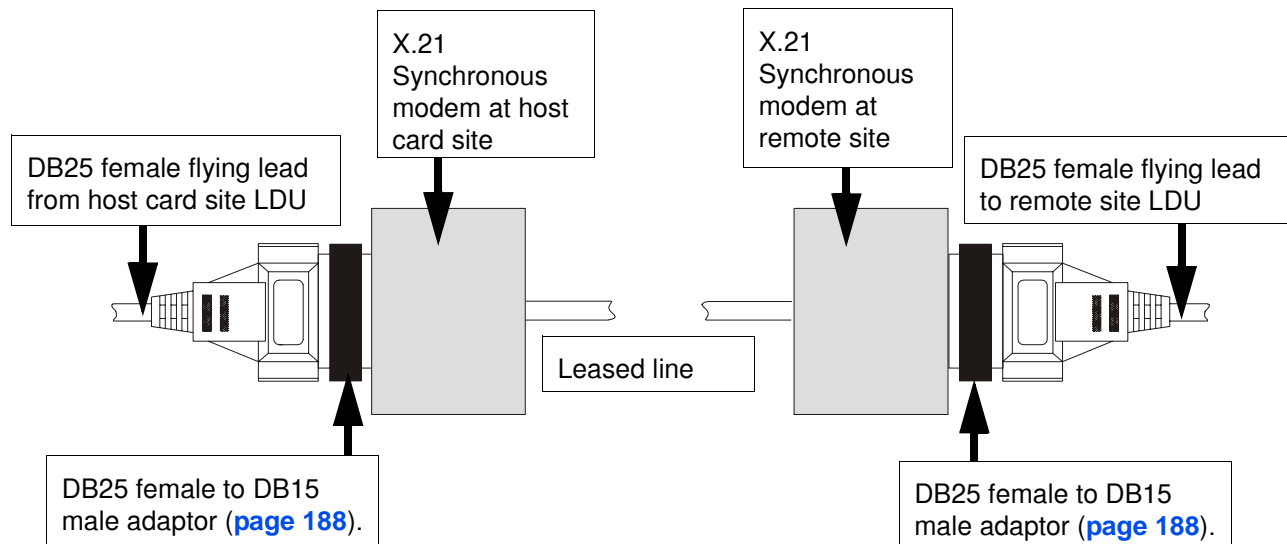 X.21
Synchronous
modem at host
card site
X.21
Synchronous
modem at
remote site
DB25 female flying lead
from host card site LDU
DB25 female flying lead
to remote site LDU
Leased line
DB25 female to DB15
male adaptor (page 188).
DB25 female to DB15
male adaptor (page 188).